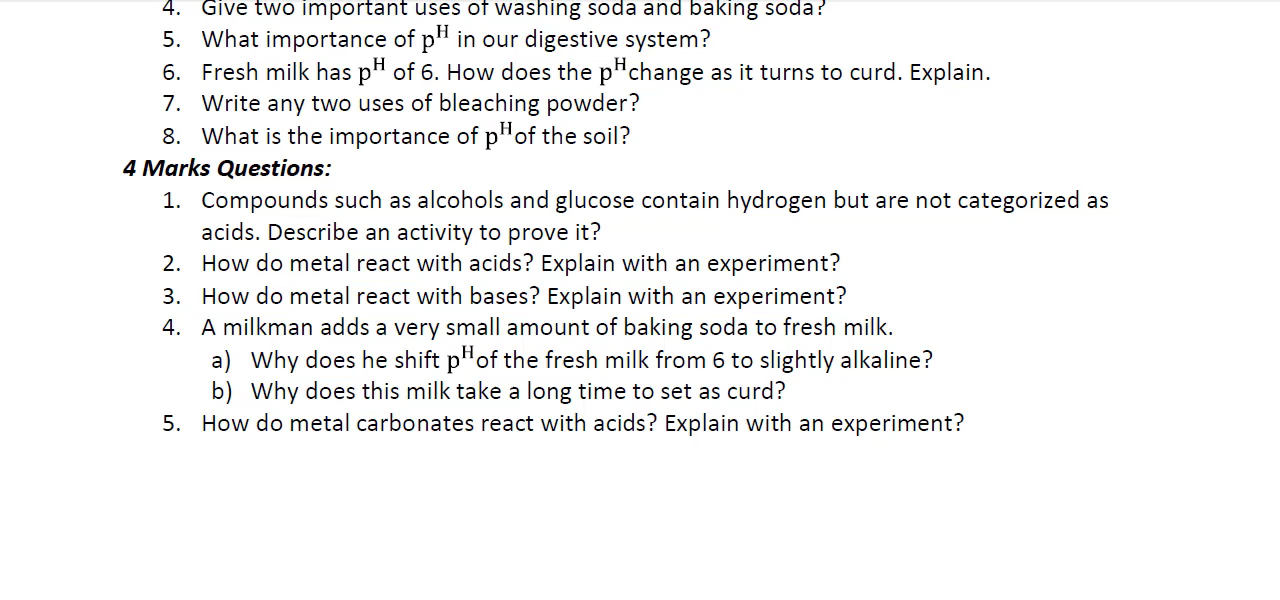 4. Give two important uses of washing soda and baking soda?
5. What importance of pᴴ in our digestive system?
6. Fresh milk has pᴴ of 6. How does the pᴴchange as it turns to curd. Explain.
7. Write any two uses of bleaching powder?
8. What is the importance of pᴴof the soil?
4 Marks Questions:
1. Compounds such as alcohols and glucose contain hydrogen but are not categorized as
acids. Describe an activity to prove it?
2. How do metal react with acids? Explain with an experiment?
3. How do metal react with bases? Explain with an experiment?
4. A milkman adds a very small amount of baking soda to fresh milk.
a) Why does he shift pᴴof the fresh milk from 6 to slightly alkaline?
b) Why does this milk take a long time to set as curd?
5. How do metal carbonates react with acids? Explain with an experiment?